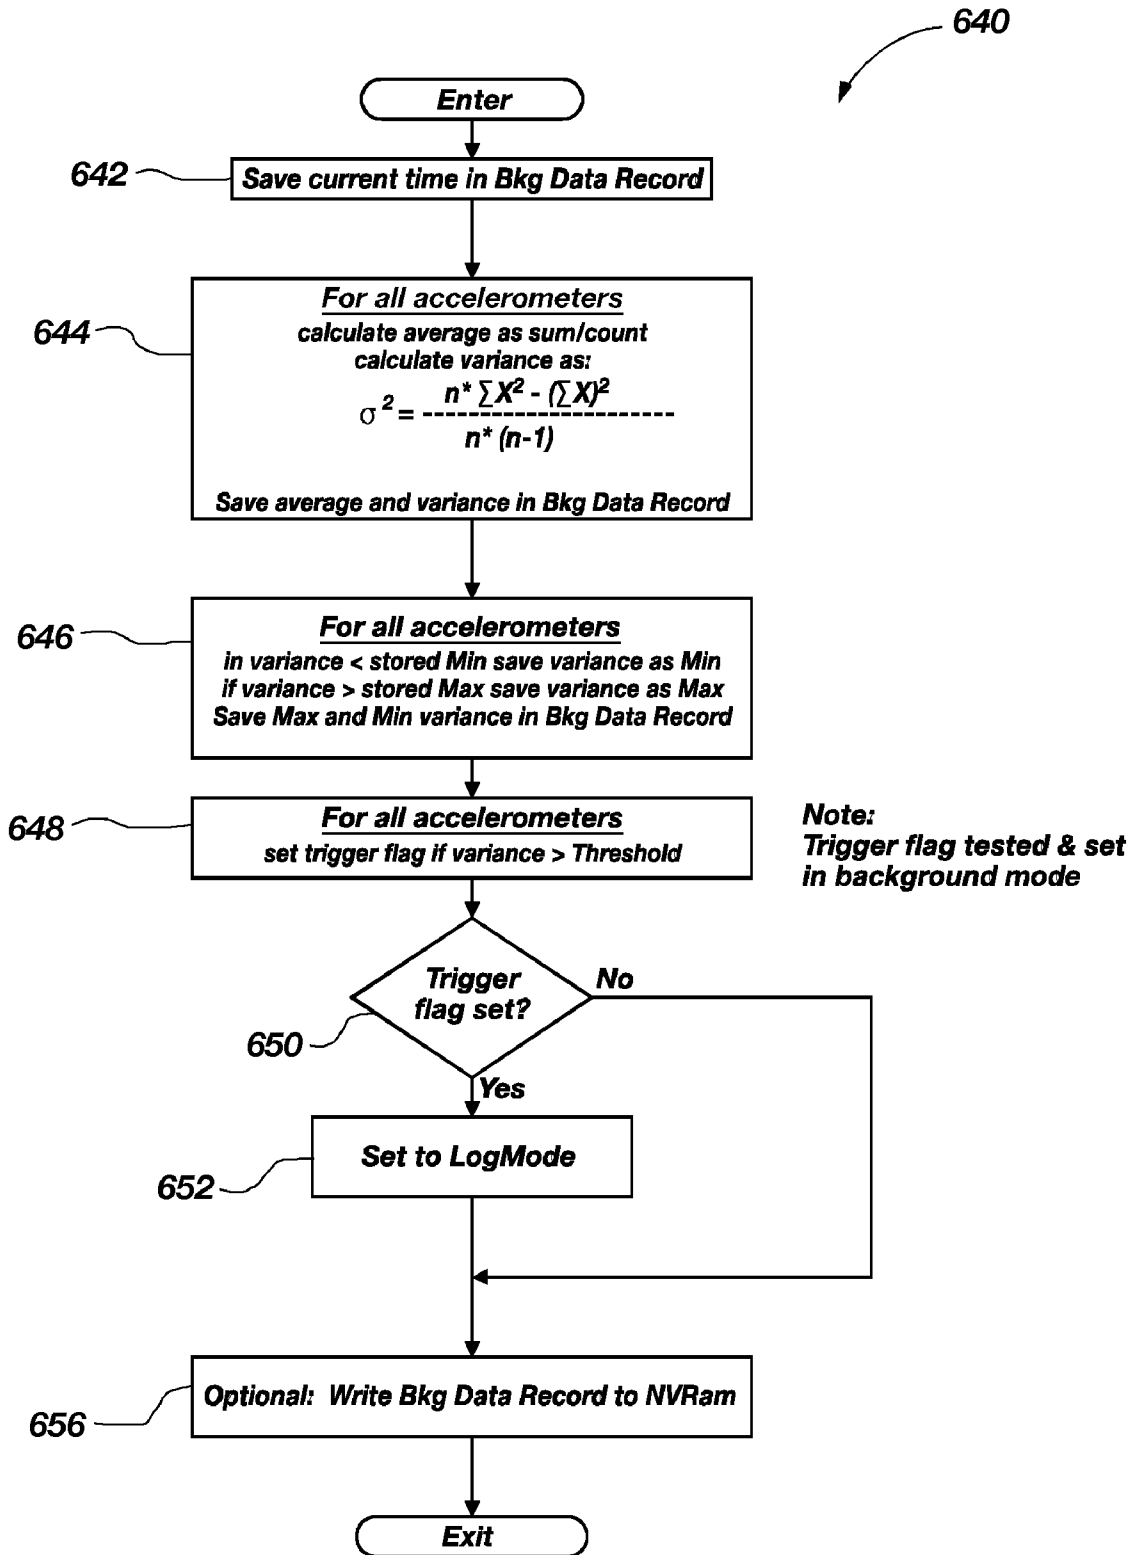 640
Enter
642
Save current time in Bkg Data Record
644
For all accelerometers
calculate average as sum/count
calculate variance as:
σ² = n* ∑X² - (∑X)²
-----------------------
n* (n-1)
Save average and variance in Bkg Data Record
646
For all accelerometers
in variance < stored Min save variance as Min
if variance > stored Max save variance as Max
Save Max and Min variance in Bkg Data Record
648
For all accelerometers
set trigger flag if variance > Threshold
Note:
Trigger flag tested & set
in background mode
Trigger
flag set?
No
650
Yes
Set to LogMode
652
Optional: Write Bkg Data Record to NVRam
656
Exit